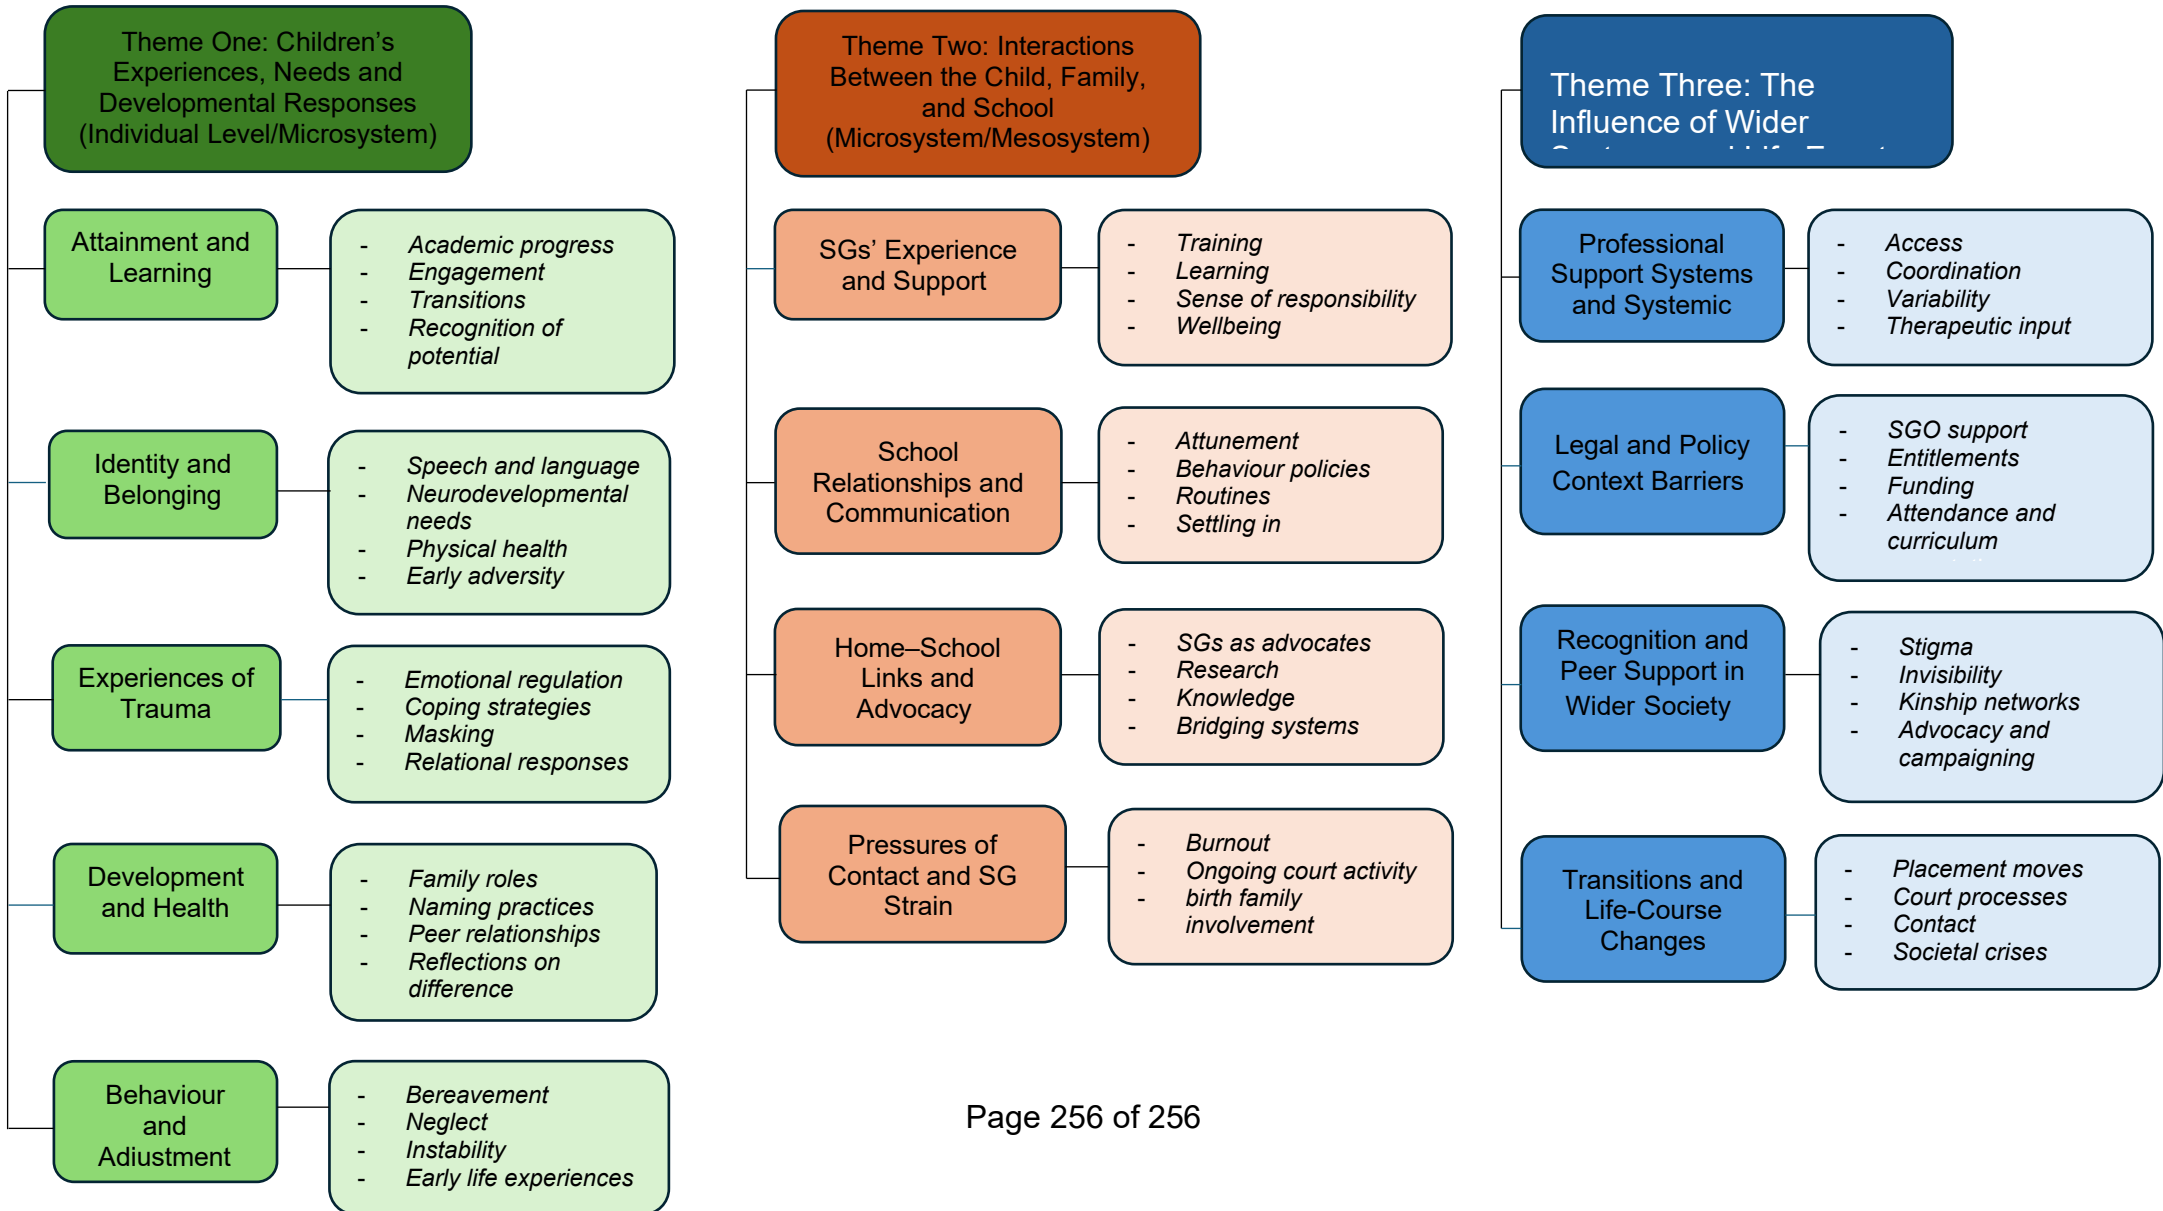 Theme One: Children's
Experiences, Needs and
Developmental Responses
(Individual Level/Microsystem)
Attainment and
Learning
- Academic progress
- Engagement
- Transitions
- Recognition of
potential
Identity and
Belonging
- Speech and language
- Neurodevelopmental
needs
- Physical health
- Early adversity
Experiences of
Trauma
- Emotional regulation
- Coping strategies
- Masking
- Relational responses
Development
and Health
- Family roles
- Naming practices
- Peer relationships
- Reflections on
difference
Behaviour
and
Adjustment
- Bereavement
- Neglect
- Instability
- Early life experiences
Theme Two: Interactions
Between the Child, Family,
and School
(Microsystem/Mesosystem)
SGs' Experience
and Support
- Training
- Learning
- Sense of responsibility
- Wellbeing
School
Relationships and
Communication
- Attunement
- Behaviour policies
- Routines
- Settling in
Home–School
Links and
Advocacy
- SGs as advocates
- Research
- Knowledge
- Bridging systems
Pressures of
Contact and SG
Strain
- Burnout
- Ongoing court activity
- birth family
involvement
Theme Three: The
Influence of Wider
Professional
Support Systems
and Systemic
- Access
- Coordination
- Variability
- Therapeutic input
Legal and Policy
Context Barriers
- SGO support
- Entitlements
- Funding
- Attendance and
curriculum
Recognition and
Peer Support in
Wider Society
- Stigma
- Invisibility
- Kinship networks
- Advocacy and
campaigning
Transitions and
Life-Course
Changes
- Placement moves
- Court processes
- Contact
- Societal crises
Page 256 of 256